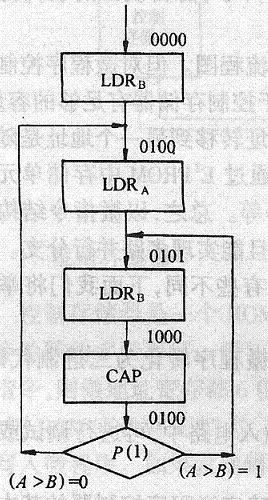 0000
LDR_B
0100
LDR_A
0101
LDR_B
1000
CAP
0100
P(1)
(A>B)=0
(A>B)=1